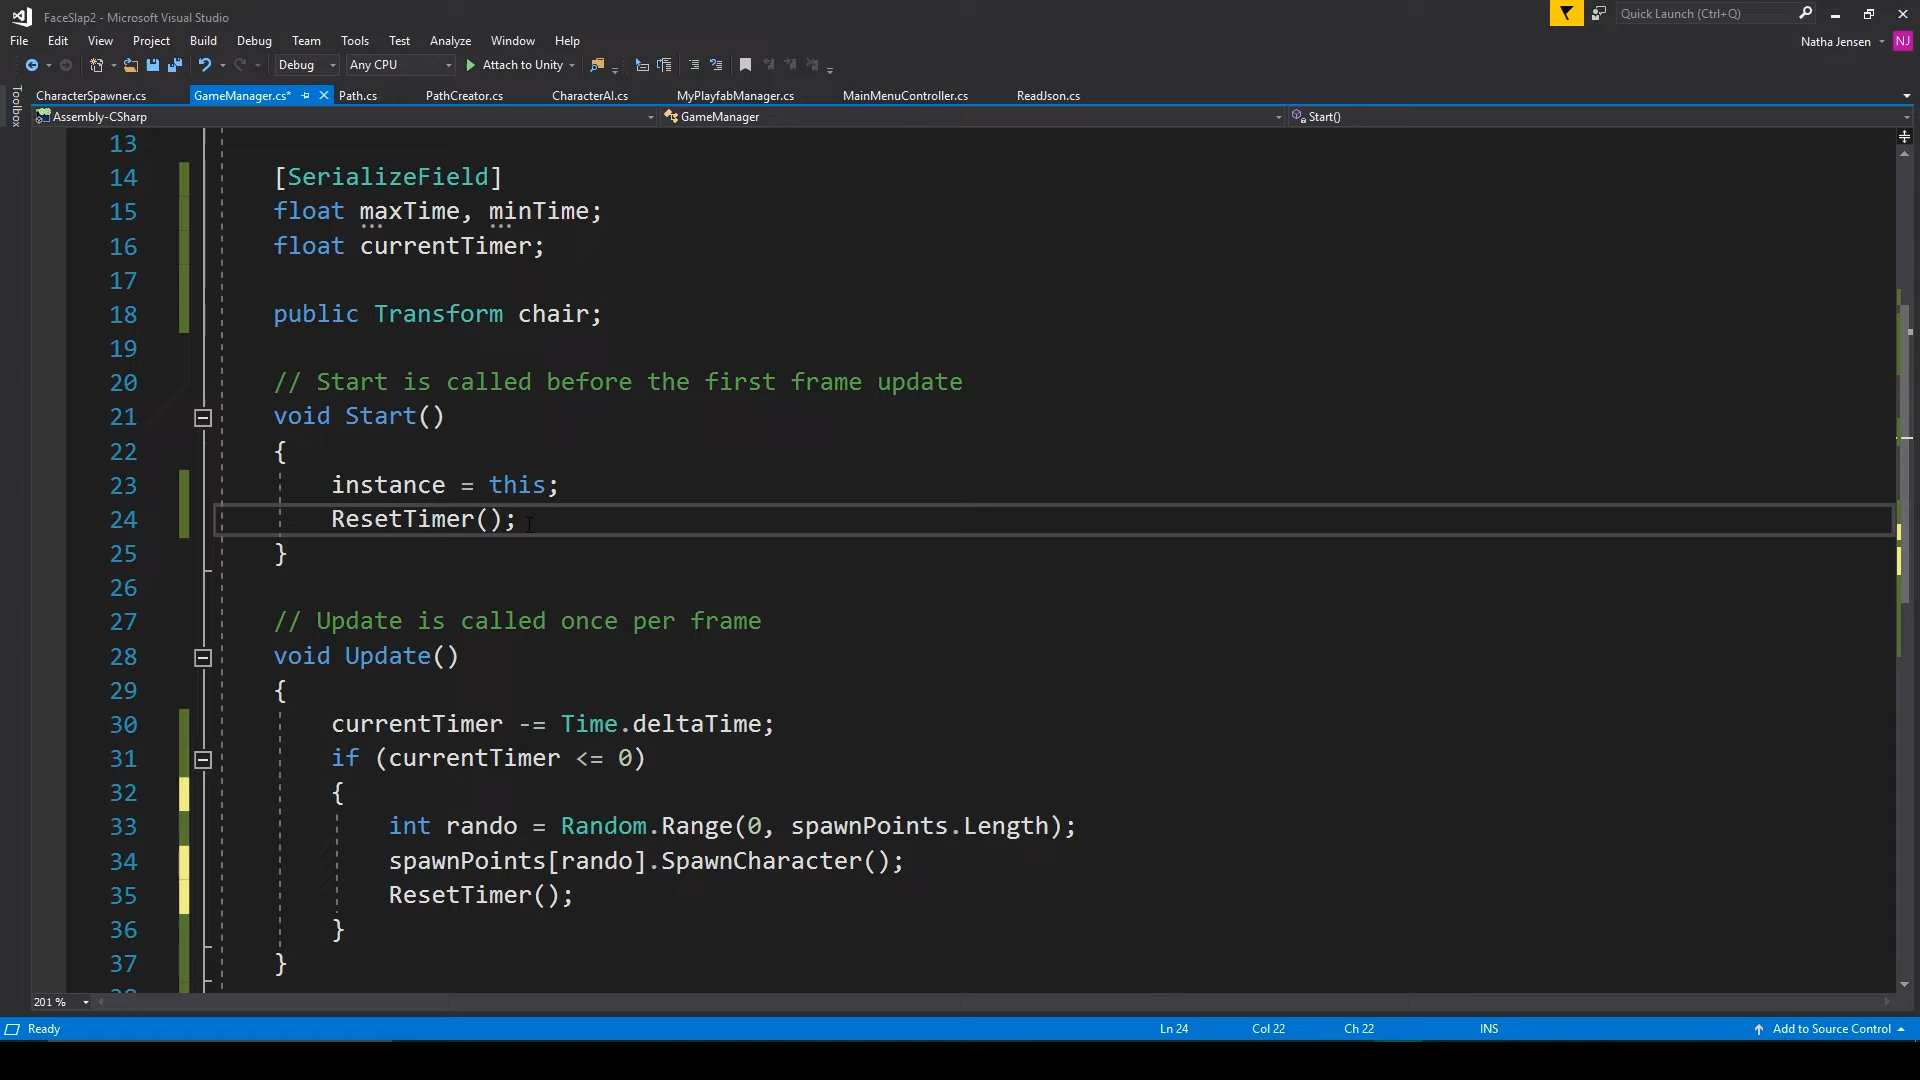 FaceSlap2 - Microsoft Visual Studio
Quick Launch (Ctrl+Q)
File Edit View Project Build Debug Team Tools Test Analyze Window Help
Natha Jensen NJ
Debug Any CPU Attach to Unity
Toolbox
CharacterSpawner.cs GameManager.cs* Path.cs PathCreator.cs CharacterAI.cs MyPlayfabManager.cs MainMenuController.cs ReadJson.cs
Assembly-CSharp GameManager Start()
13
14 [SerializeField]
15 float maxTime, minTime;
16 float currentTimer;
17
18 public Transform chair;
19
20 // Start is called before the first frame update
21 void Start()
22 {
23 instance = this;
24 ResetTimer();
25 }
26
27 // Update is called once per frame
28 void Update()
29 {
30 currentTimer -= Time.deltaTime;
31 if (currentTimer <= 0)
32 {
33 int rando = Random.Range(0, spawnPoints.Length);
34 spawnPoints[rando].SpawnCharacter();
35 ResetTimer();
36 }
37 }
201 %
Ready Ln 24 Col 22 Ch 22 INS Add to Source Control